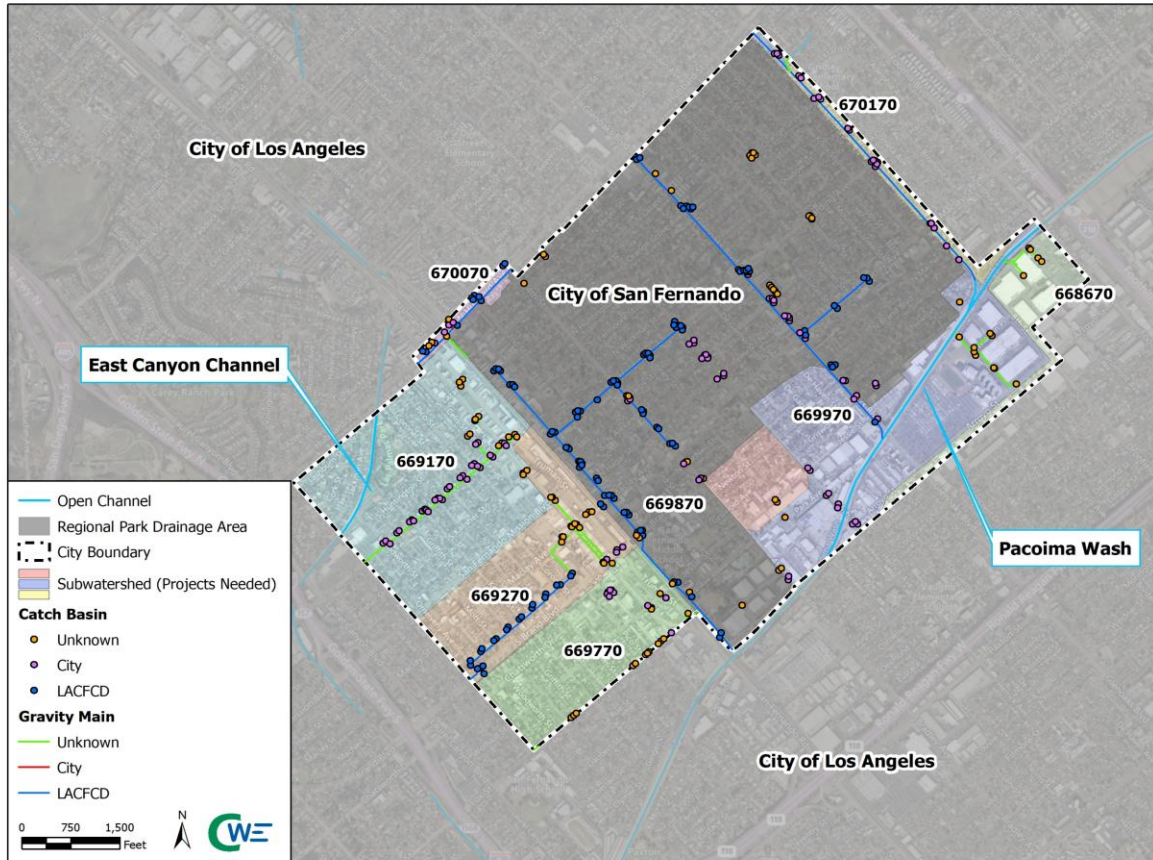 670170
City of Los Angeles
670070
668670
City of San Fernando
East Canyon Channel
669970
669170
669870
Pacoima Wash
669270
669770
City of Los Angeles
Open Channel
Regional Park Drainage Area
City Boundary
Subwatershed (Projects Needed)
Catch Basin
Unknown
City
LACFCD
Gravity Main
Unknown
City
LACFCD
0 750 1,500
Feet
N
CWE
118
118